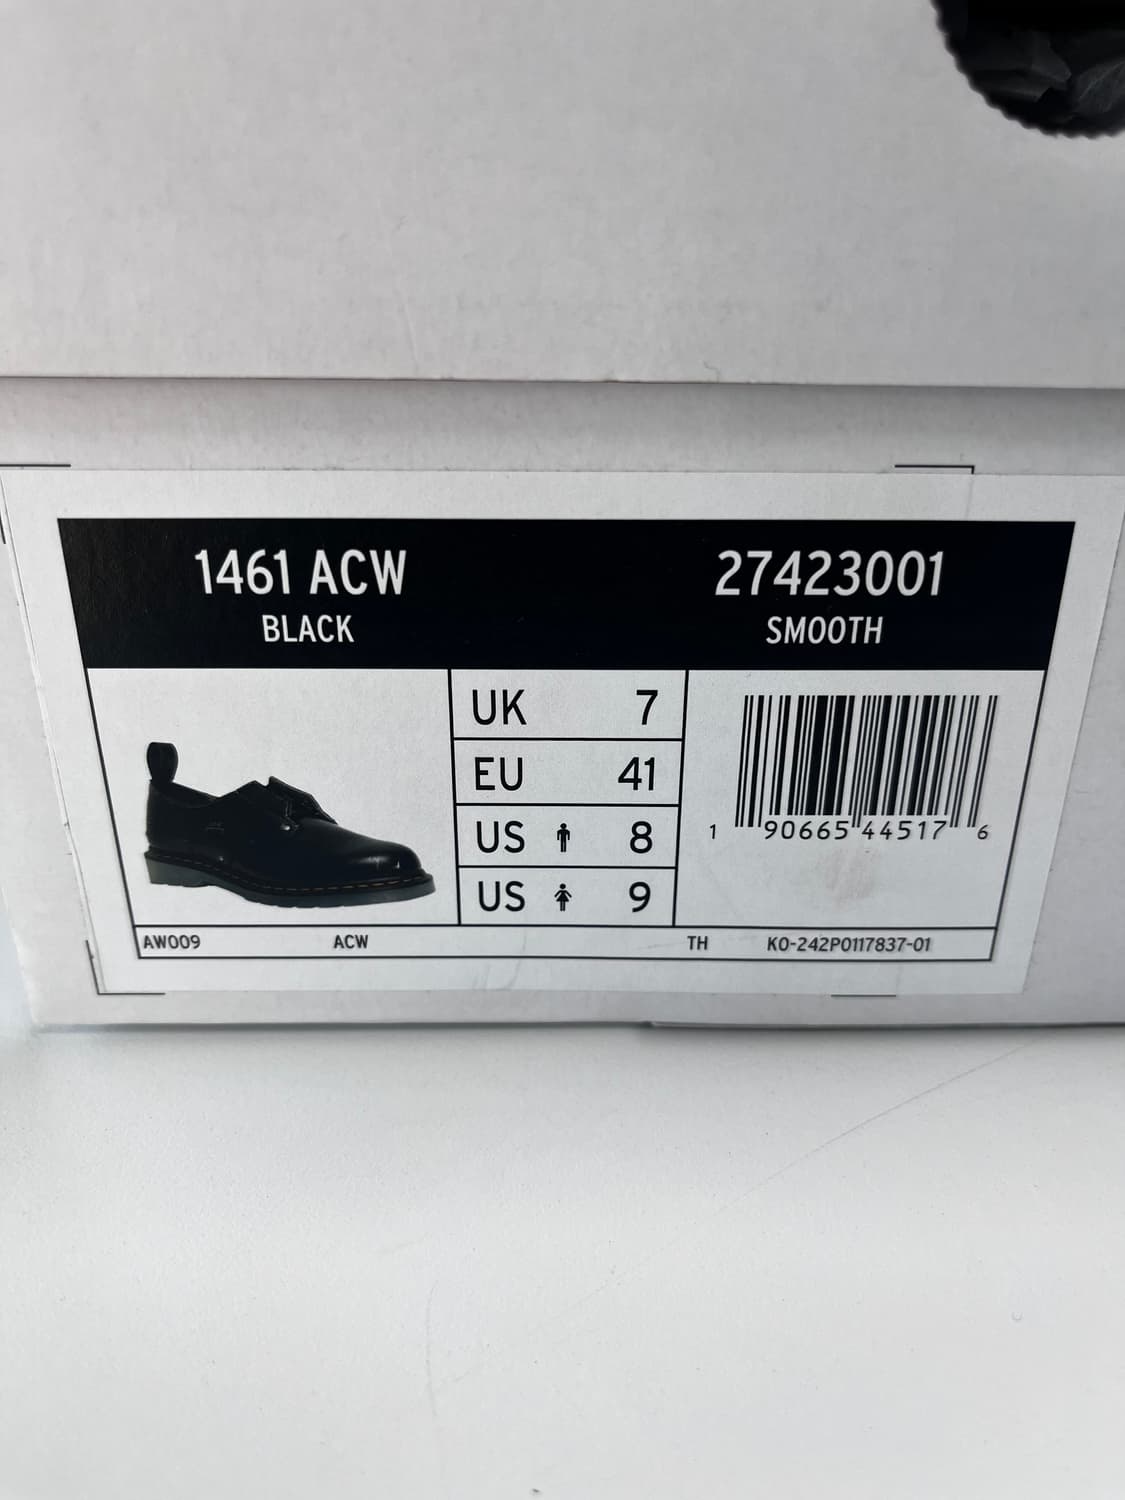 1461 ACW
BLACK
27423001
SMOOTH
UK 7
EU 41
US 8
US 9
1 90665 44517 6
AW009 ACW TH KO-242P0117837-01